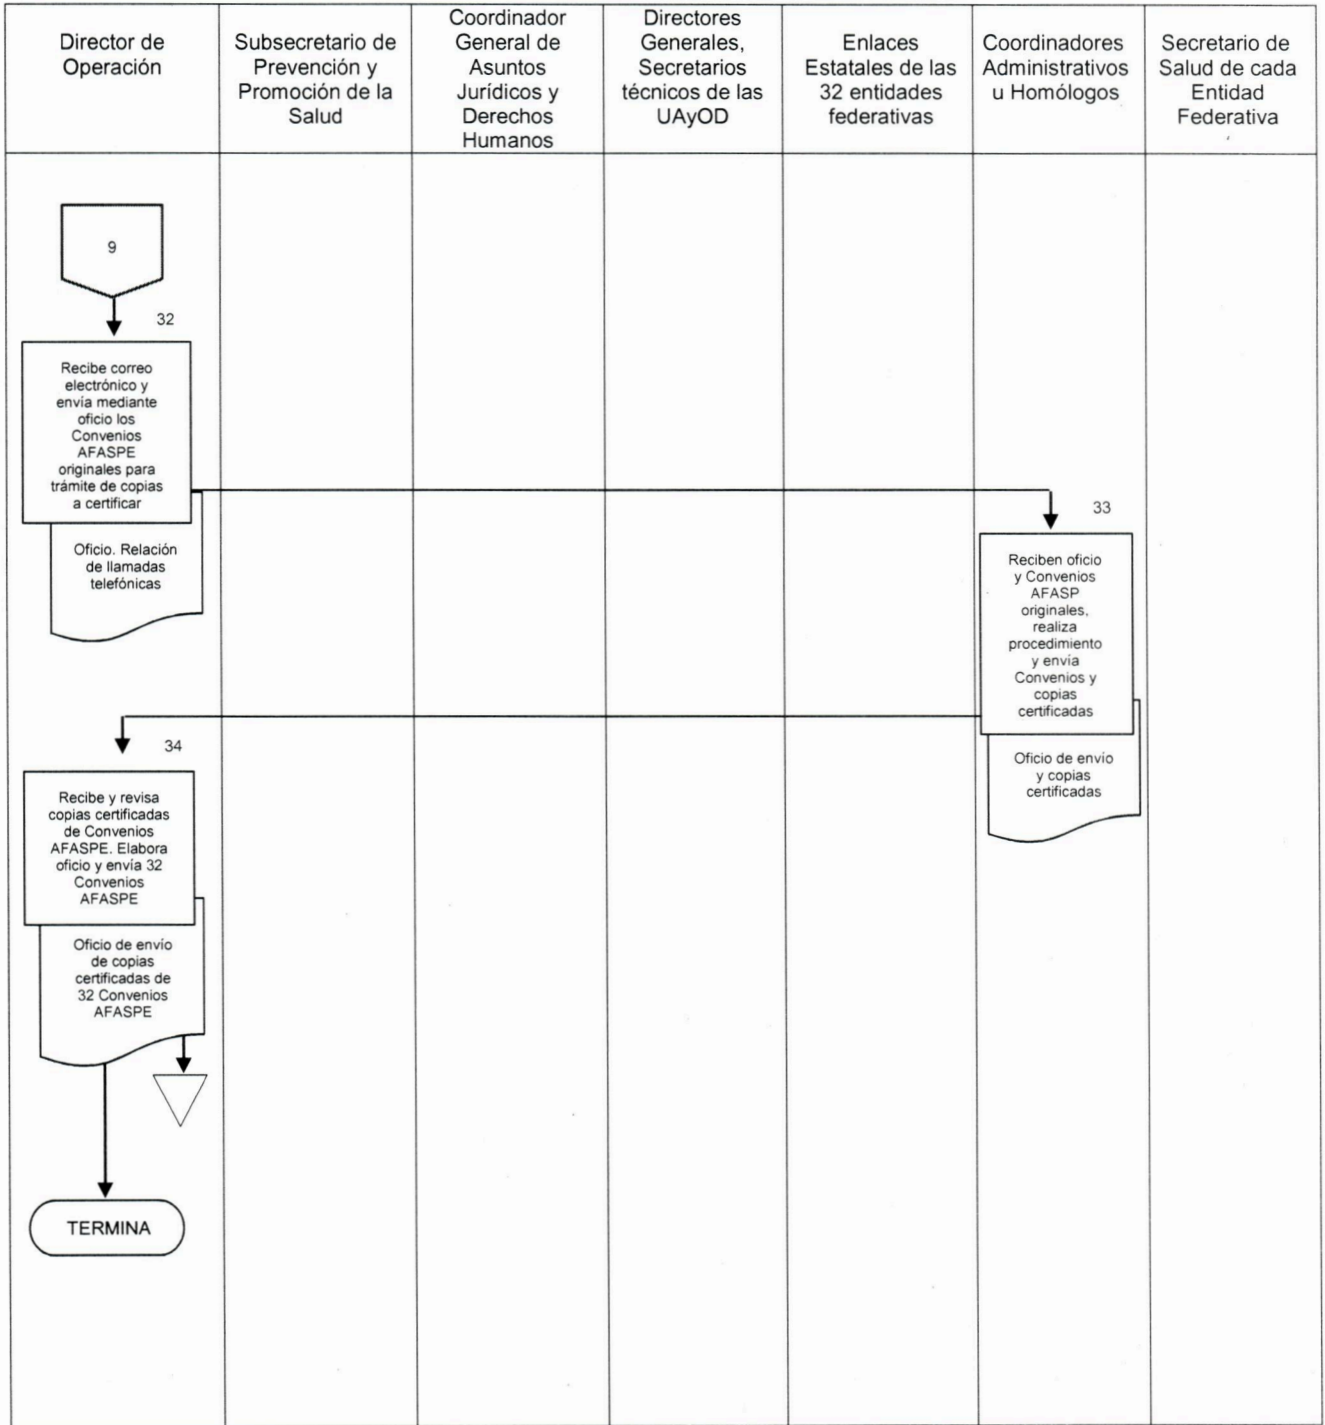 Director de
Operación
Subsecretario de
Prevención y
Promoción de la
Salud
Coordinador
General de
Asuntos
Jurídicos y
Derechos
Humanos
Directores
Generales,
Secretarios
técnicos de las
UAyOD
Enlaces
Estatales de las
32 entidades
federativas
Coordinadores
Administrativos
u Homólogos
Secretario de
Salud de cada
Entidad
Federativa
9
32
Recibe correo
electrónico y
envía mediante
oficio los
Convenios
AFASPE
originales para
trámite de copias
a certificar
Oficio. Relación
de llamadas
telefónicas
33
Reciben oficio
y Convenios
AFASP
originales,
realiza
procedimiento
y envía
Convenios y
copias
certificadas
Oficio de envío
y copias
certificadas
34
Recibe y revisa
copias certificadas
de Convenios
AFASPE. Elabora
oficio y envía 32
Convenios
AFASPE
Oficio de envío
de copias
certificadas de
32 Convenios
AFASPE
TERMINA